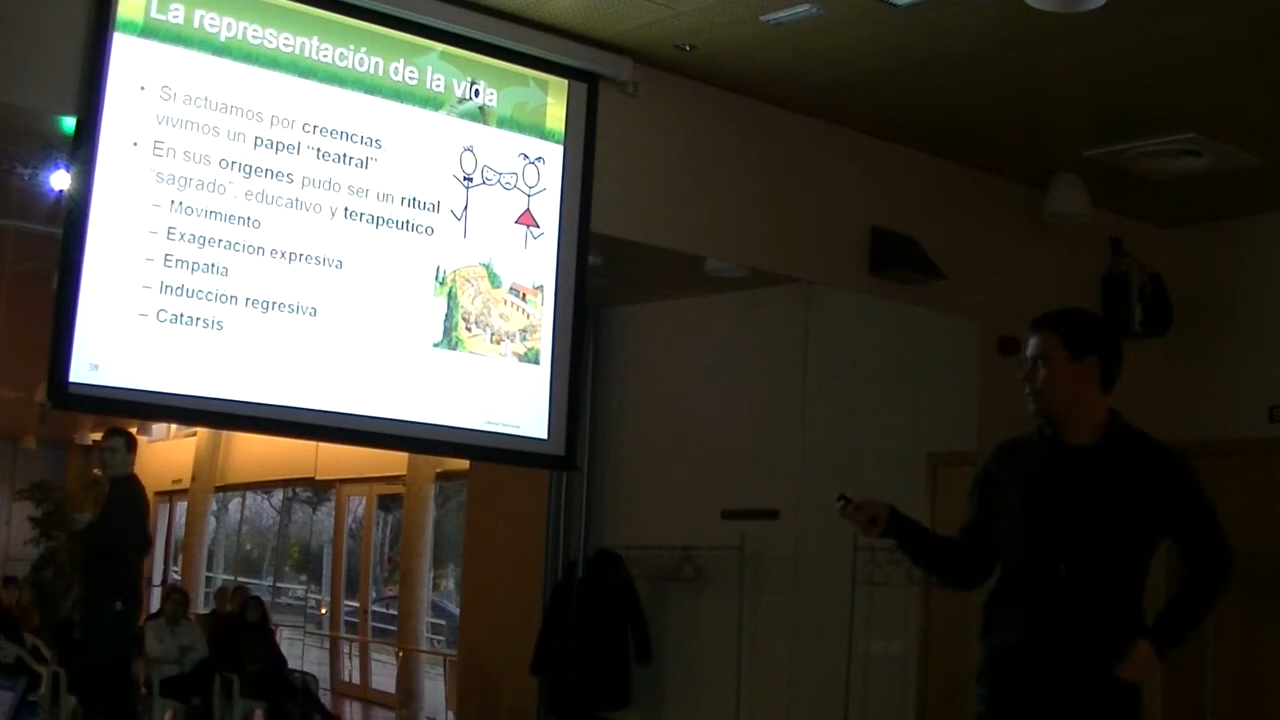 La representación de la vida
• Si actuamos por creencias
vivimos un papel "teatral"
• En sus orígenes pudo ser un ritual
"sagrado", educativo y terapeutico
– Movimiento
– Exageracion expresiva
– Empatia
– Induccion regresiva
– Catarsis
38